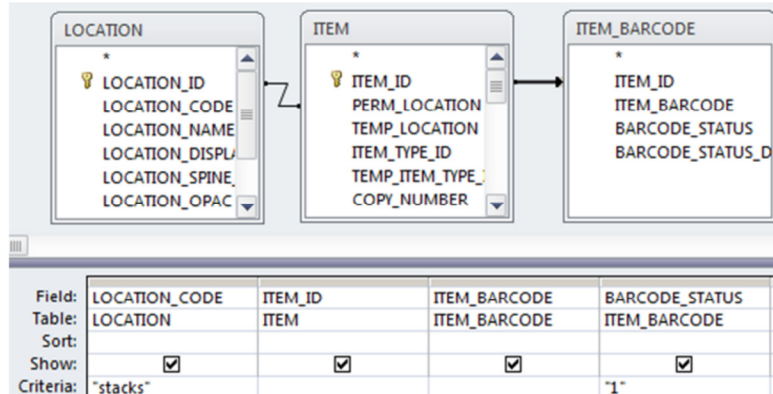 LOCATION
*
LOCATION_ID
LOCATION_CODE
LOCATION_NAME
LOCATION_DISPL
LOCATION_SPINE_
LOCATION_OPAC
ITEM
*
ITEM_ID
PERM_LOCATION
TEMP_LOCATION
ITEM_TYPE_ID
TEMP_ITEM_TYPE_
COPY_NUMBER
ITEM_BARCODE
*
ITEM_ID
ITEM_BARCODE
BARCODE_STATUS
BARCODE_STATUS_D
Field: LOCATION_CODE ITEM_ID ITEM_BARCODE BARCODE_STATUS
Table: LOCATION ITEM ITEM_BARCODE ITEM_BARCODE
Sort:
Show:
Criteria: "stacks" "1"